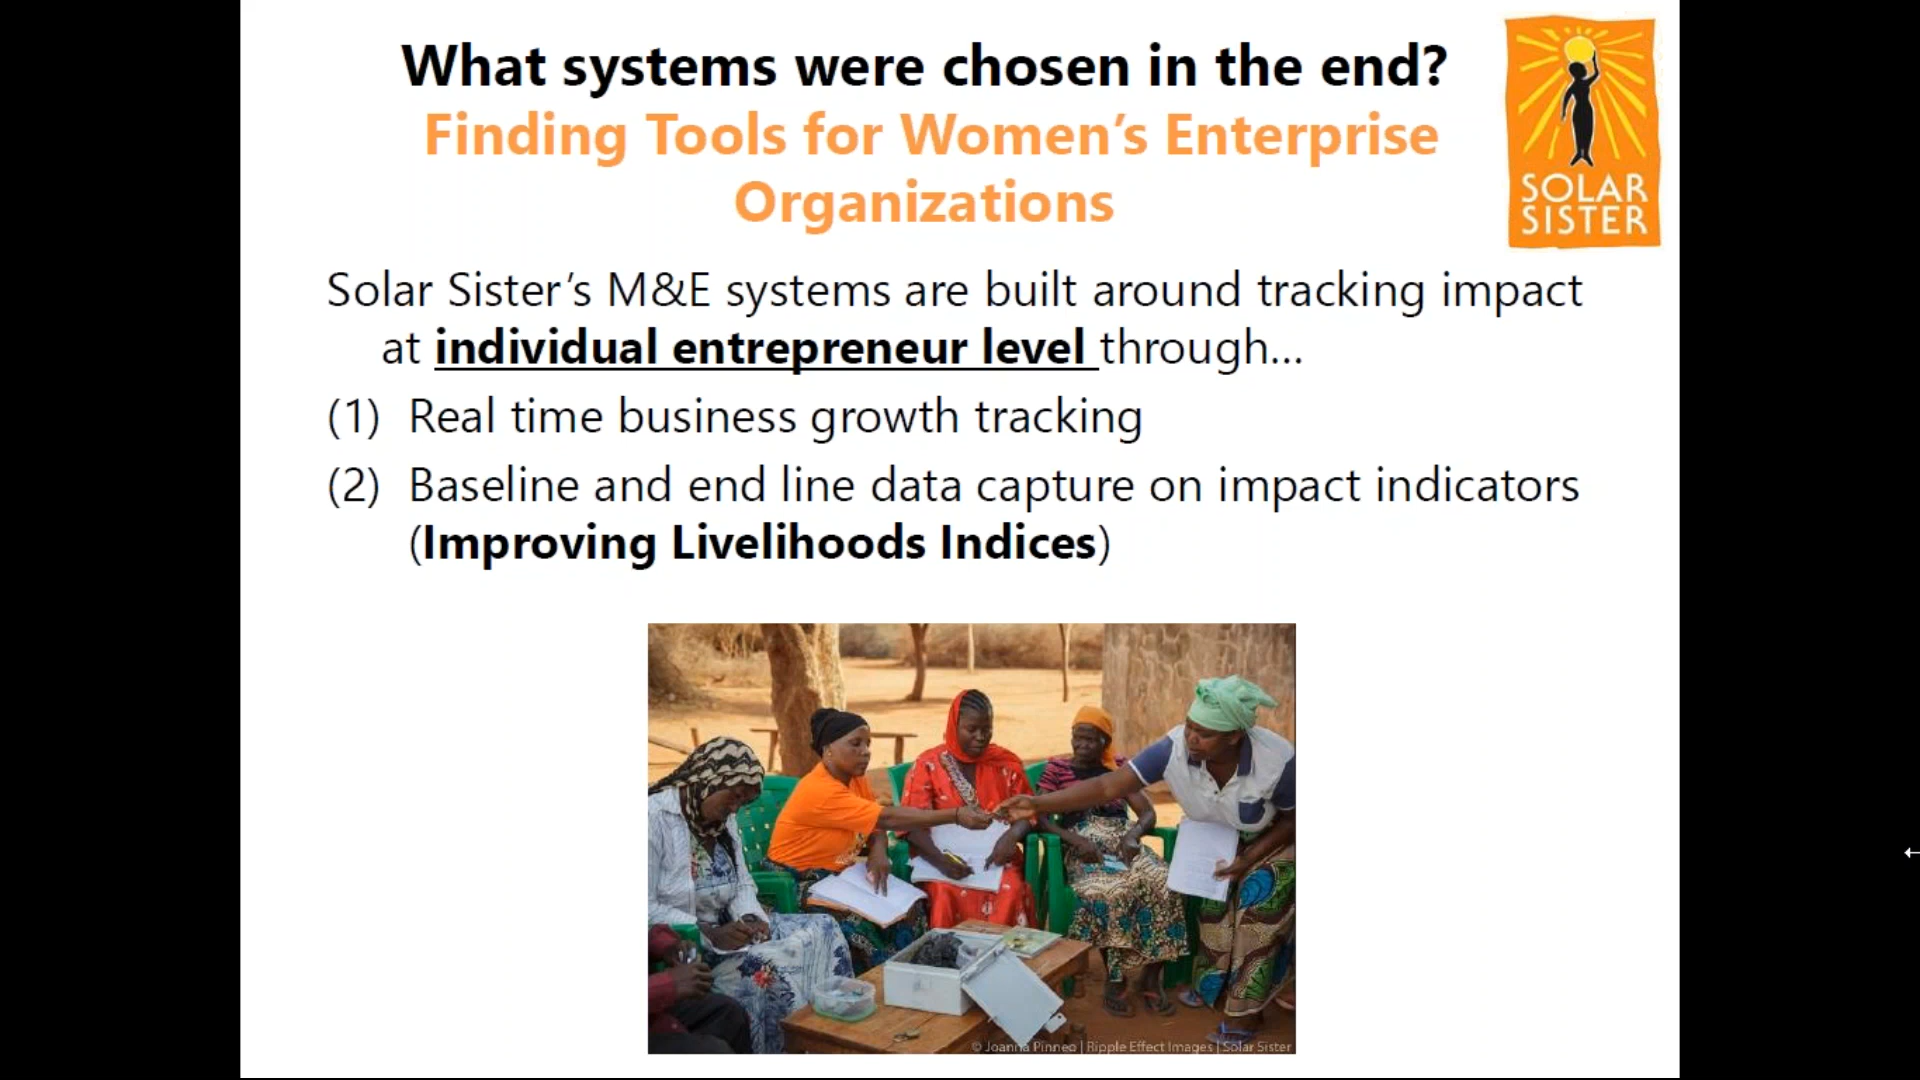 What systems were chosen in the end?
Finding Tools for Women’s Enterprise
Organizations
SOLAR
SISTER
Solar Sister’s M&E systems are built around tracking impact
at individual entrepreneur level through...
(1) Real time business growth tracking
(2) Baseline and end line data capture on impact indicators
(Improving Livelihoods Indices)
© Joanna Pinneo | Ripple Effect Images | Solar Sister